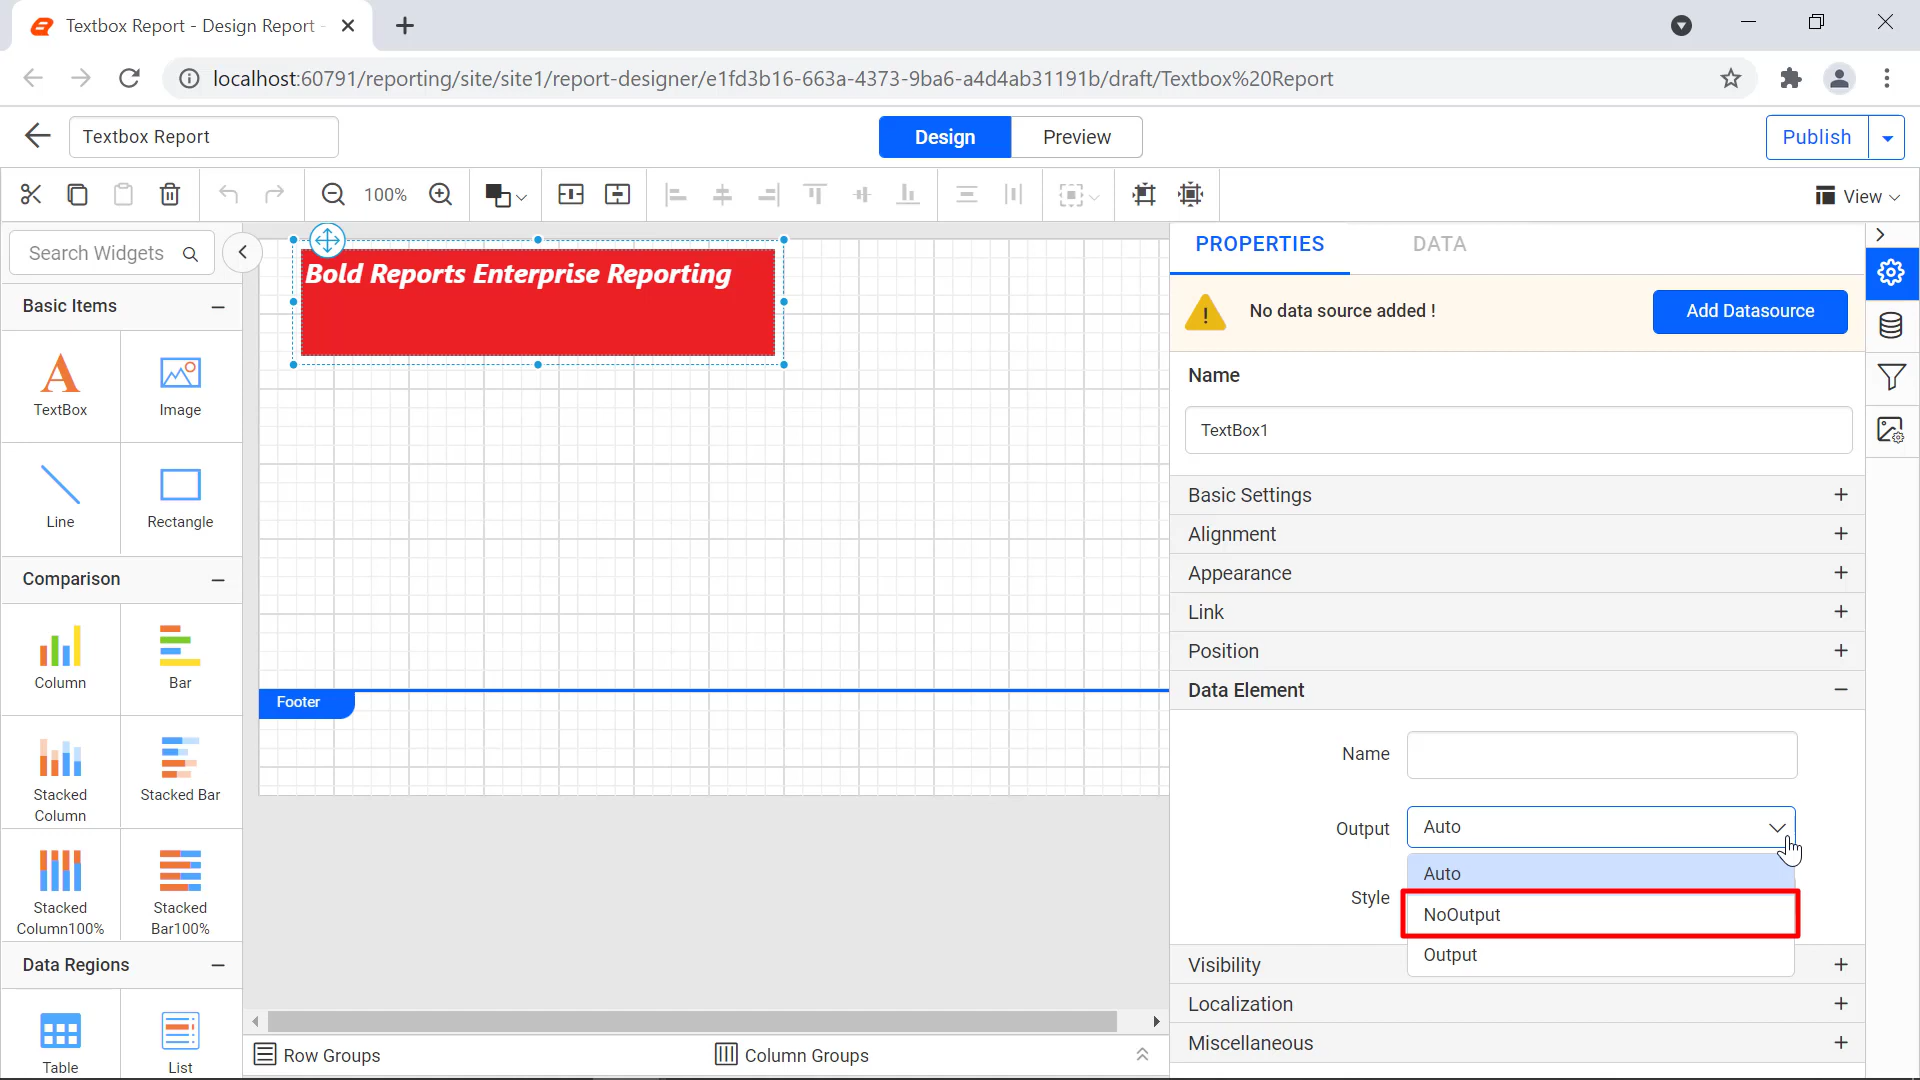 Textbox Report - Design Report -
localhost:60791/reporting/site/site1/report-designer/e1fd3b16-663a-4373-9ba6-a4d4ab31191b/draft/Textbox%20Report
Textbox Report
Design
Preview
Publish
100%
View
Search Widgets
Basic Items
TextBox
Image
Line
Rectangle
Comparison
Column
Bar
Stacked
Column
Stacked Bar
Stacked
Column100%
Stacked
Bar100%
Data Regions
Table
List
Bold Reports Enterprise Reporting
Footer
Row Groups
Column Groups
PROPERTIES
DATA
No data source added !
Add Datasource
Name
TextBox1
Basic Settings
Alignment
Appearance
Link
Position
Data Element
Name
Output
Auto
Auto
Style
NoOutput
Output
Visibility
Localization
Miscellaneous